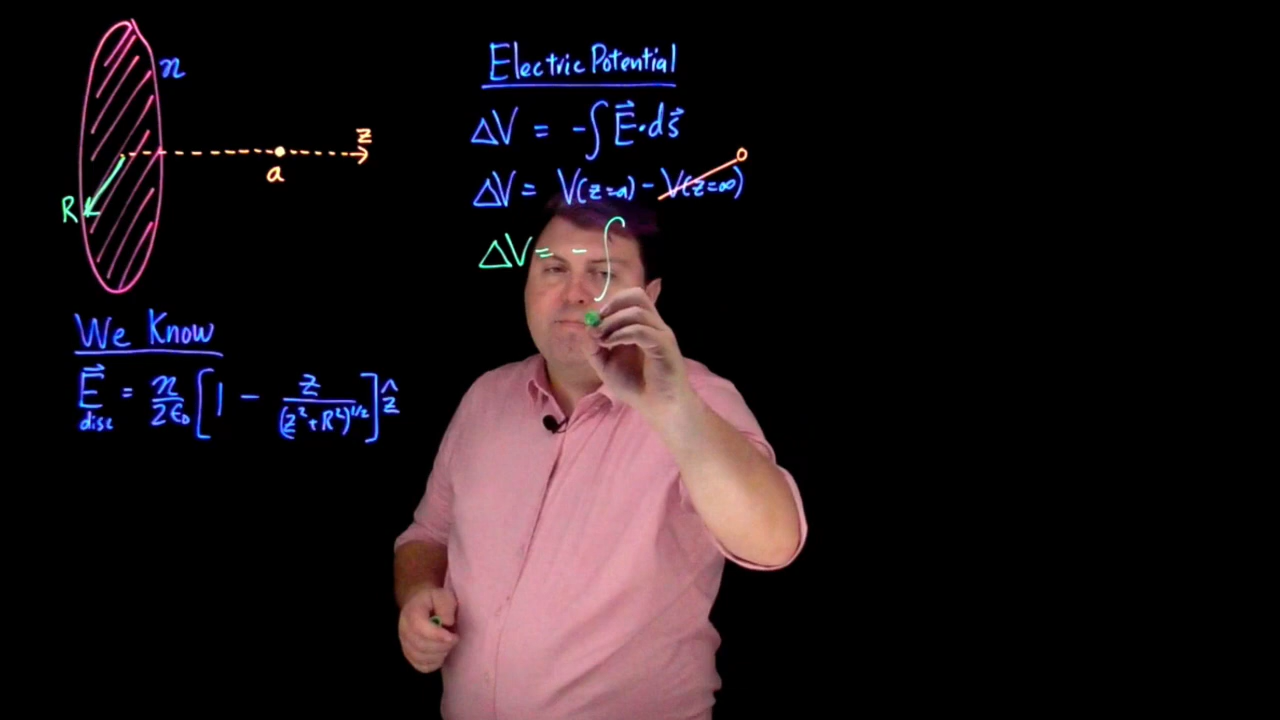 η
z
a
R
We Know
E⃗ disc = η/2ϵ₀ [1 − z/(z²+R²)^1/2] ẑ
Electric Potential
ΔV = -∫E⃗·ds⃗
ΔV = V(z=a) - V(z=∞) 0
ΔV = -∫